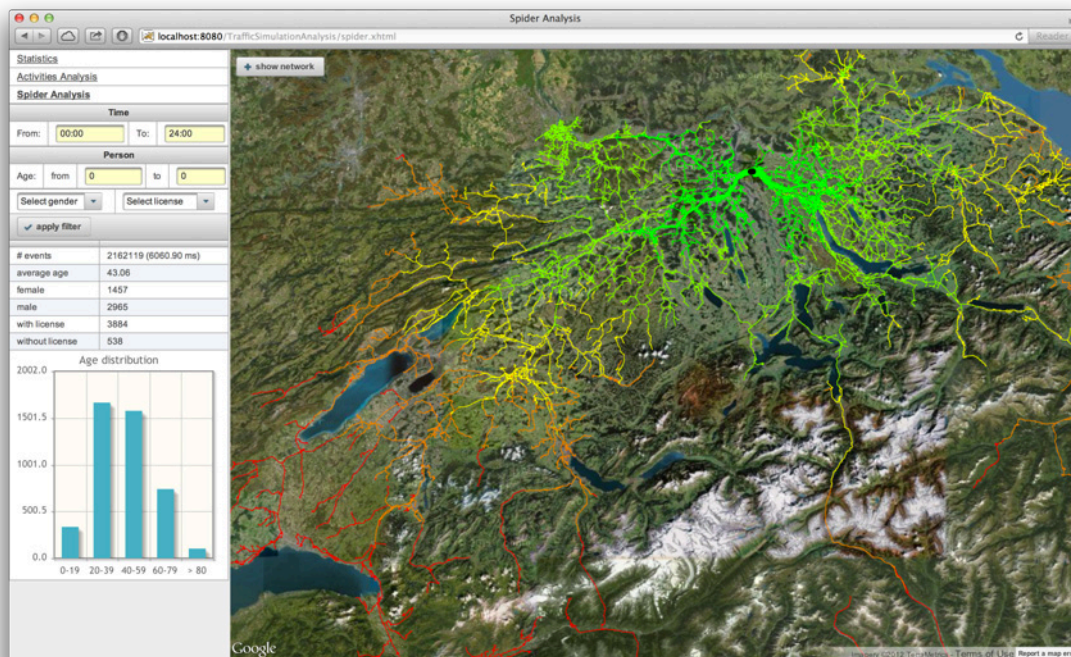 Spider Analysis
localhost:8080/TrafficSimulationAnalysis/spider.xhtml
Reader
Statistics
Activities Analysis
Spider Analysis
Time
From: 00:00 To: 24:00
Person
Age: from 0 to 0
Select gender Select license
apply filter
# events 2162119 (6060.90 ms)
average age 43.06
female 1457
male 2965
with license 3884
without license 538
Age distribution
2002.0
1501.5
1001.0
500.5
0.0
0-19 20-39 40-59 60-79 > 80
+ show network
Google
Imagery ©2012 TerraMetrics - Terms of Use Report a map err